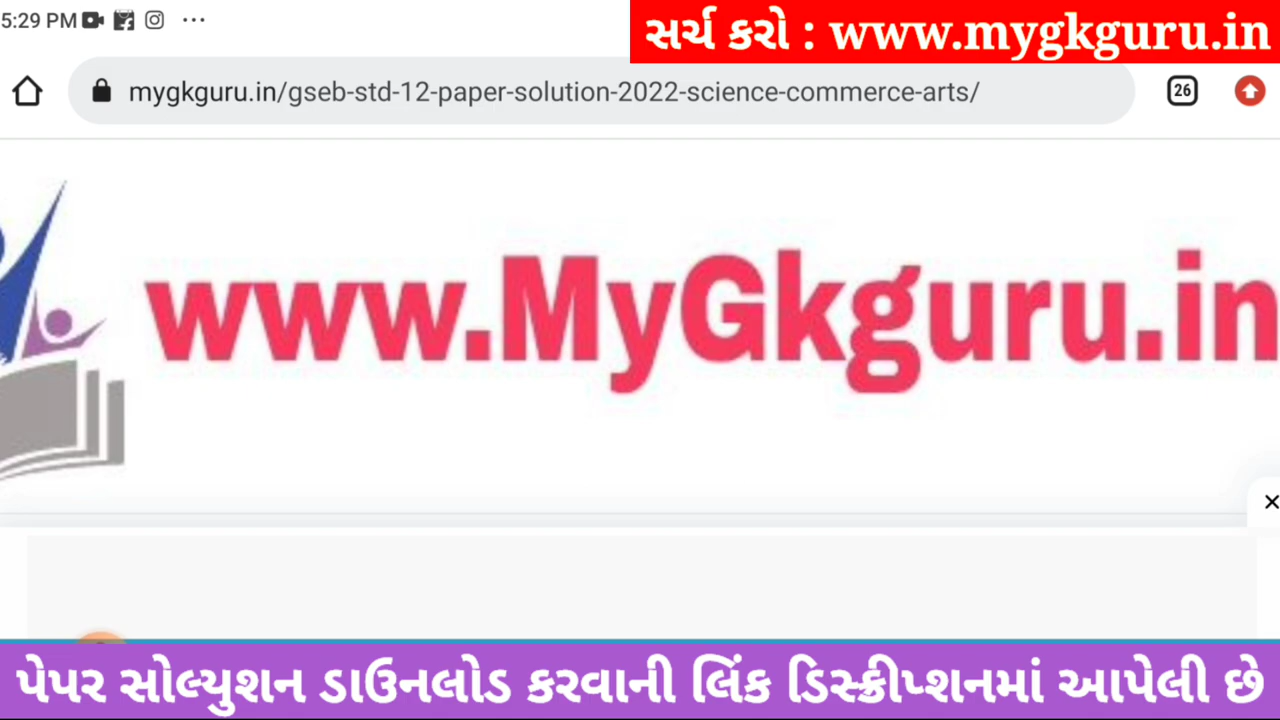 5:29 PM
સર્ચ કરો : www.mygkguru.in
mygkguru.in/gseb-std-12-paper-solution-2022-science-commerce-arts/
26
www.MyGkguru.in
પેપર સોલ્યુશન ડાઉનલોડ કરવાની લિંક ડિસ્ક્રીપ્શનમાં આપેલી છે